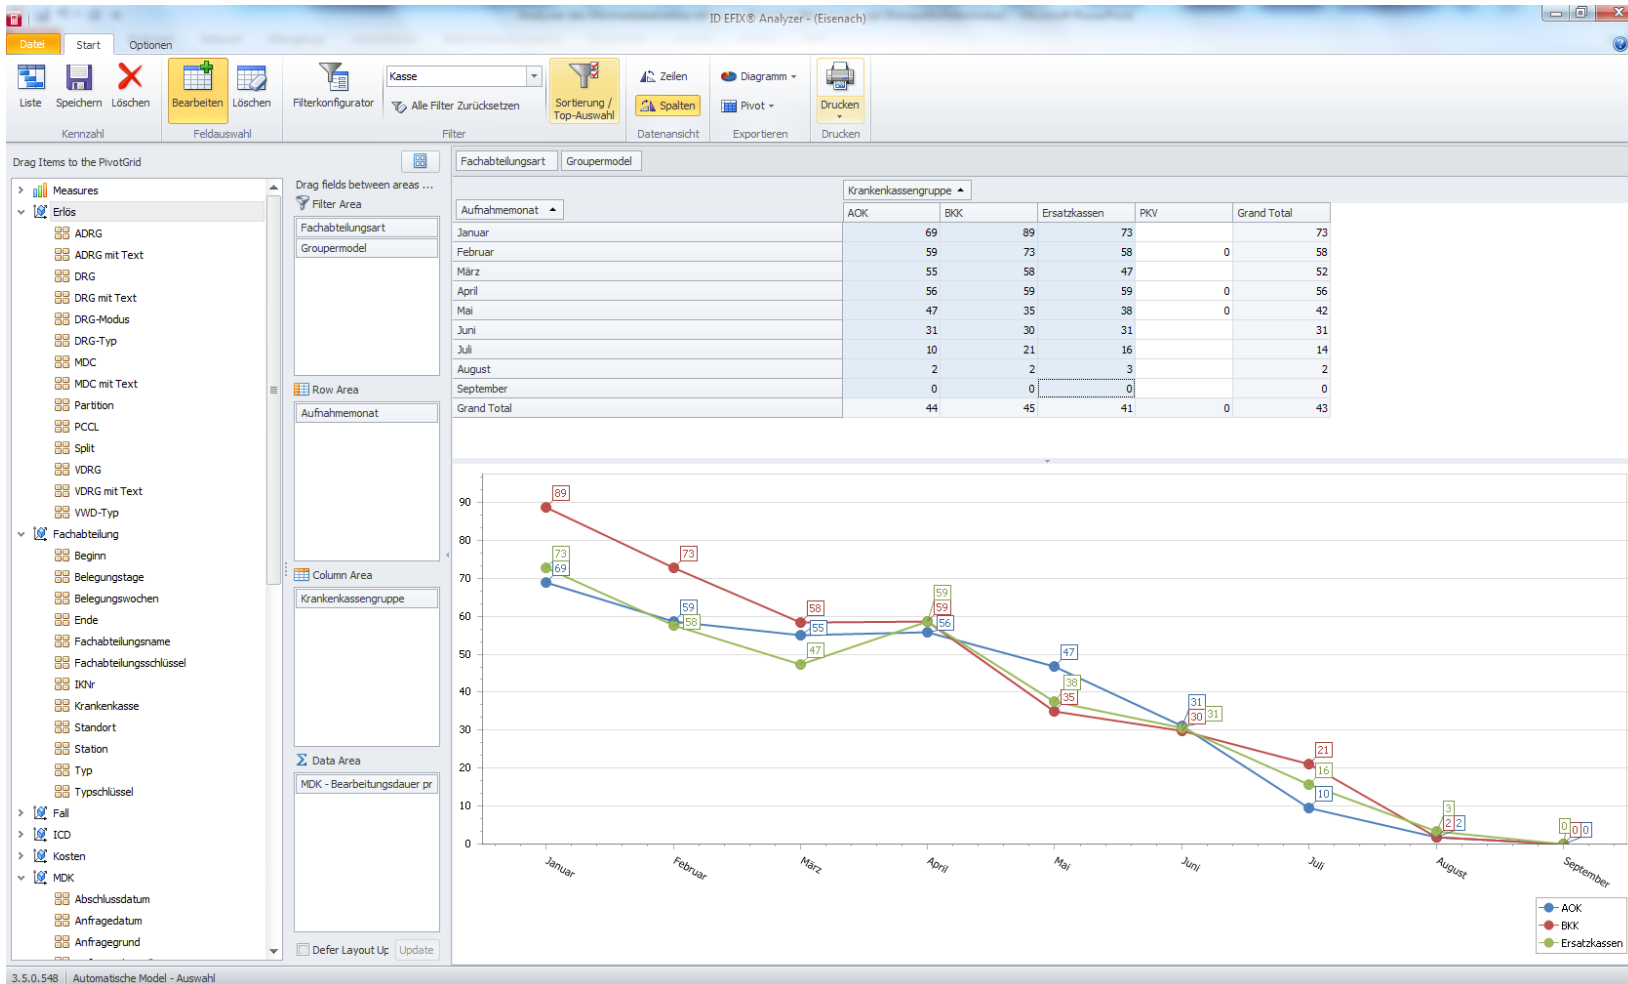 ID EFIX® Analyzer - (Eisenach)
Datei
Start
Optionen
Liste
Speichern
Löschen
Bearbeiten
Löschen
Filterkonfigurator
Kasse
Alle Filter Zurücksetzen
Sortierung /
Top-Auswahl
Zeilen
Spalten
Diagramm
Pivot
Drucken
Kennzahl
Feldauswahl
Filter
Datenansicht
Exportieren
Drucken
Drag Items to the PivotGrid
Measures
Erlös
ADRG
ADRG mit Text
DRG
DRG mit Text
DRG-Modus
DRG-Typ
MDC
MDC mit Text
Partition
PCCL
Split
VDRG
VDRG mit Text
VWD-Typ
Fachabteilung
Beginn
Belegungstage
Belegungswochen
Ende
Fachabteilungsname
Fachabteilungsschlüssel
IKNr
Krankenkasse
Standort
Station
Typ
Typschlüssel
Fall
ICD
Kosten
MDK
Abschlussdatum
Anfragedatum
Anfragegrund
Drag fields between areas ...
Filter Area
Fachabteilungsart
Groupermodel
Row Area
Aufnahmemonat
Column Area
Krankenkassengruppe
Data Area
MDK - Bearbeitungsdauer pr
Defer Layout Up
Update
Fachabteilungsart
Groupermodel
Krankenkassengruppe
Aufnahmemonat
AOK BKK Ersatzkassen PKV Grand Total
Januar 69 89 73 73
Februar 59 73 58 0 58
März 55 58 47 52
April 56 59 59 0 56
Mai 47 35 38 0 42
Juni 31 30 31 31
Juli 10 21 16 14
August 2 2 3 2
September 0 0 0 0
Grand Total 44 45 41 0 43
90
80
70
60
50
40
30
20
10
0
89
73
69
73
59
58
58
55
47
59
59
56
47
38
35
31
30
31
21
16
10
3
2
2
0
0
0
Januar
Februar
März
April
Mai
Juni
Juli
August
September
AOK
BKK
Ersatzkassen
3.5.0.548
Automatische Model - Auswahl